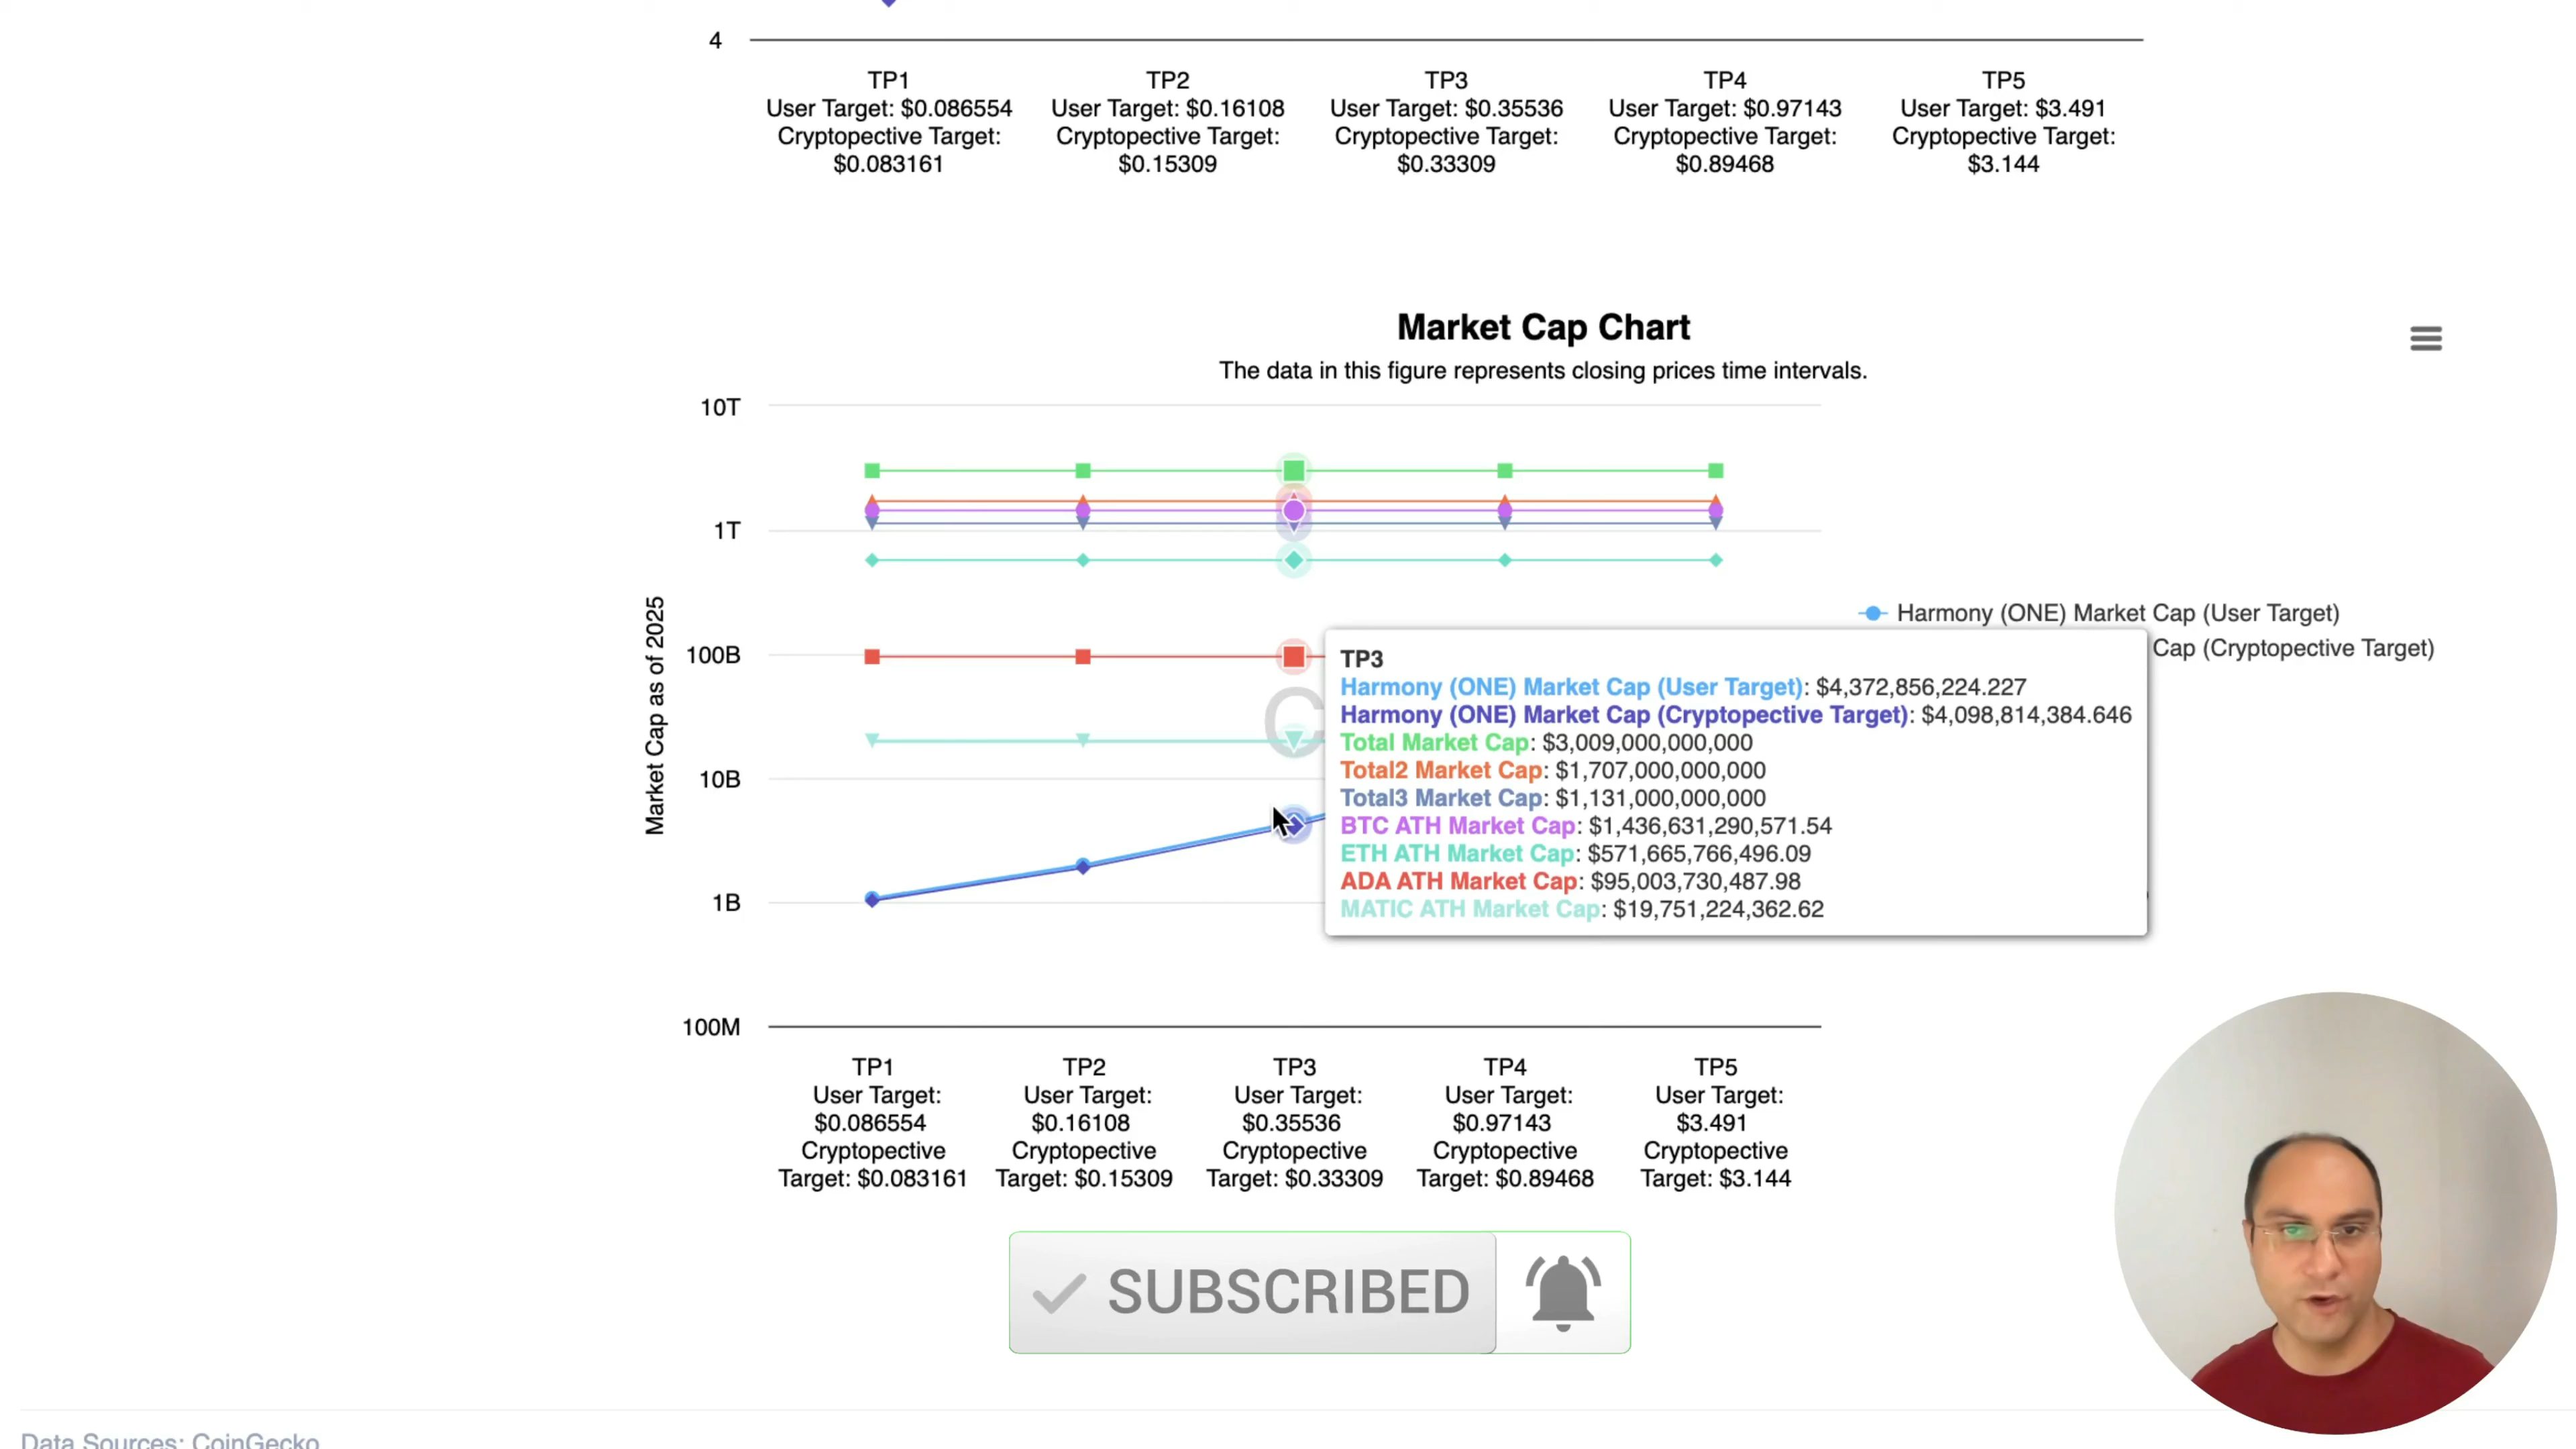 4
TP1
User Target: $0.086554
Cryptopective Target:
$0.083161
TP2
User Target: $0.16108
Cryptopective Target:
$0.15309
TP3
User Target: $0.35536
Cryptopective Target:
$0.33309
TP4
User Target: $0.97143
Cryptopective Target:
$0.89468
TP5
User Target: $3.491
Cryptopective Target:
$3.144
Market Cap Chart
The data in this figure represents closing prices time intervals.
Market Cap as of 2025
10T
1T
100B
10B
1B
100M
Harmony (ONE) Market Cap (User Target)
Cap (Cryptopective Target)
C
TP3
Harmony (ONE) Market Cap (User Target): $4,372,856,224.227
Harmony (ONE) Market Cap (Cryptopective Target): $4,098,814,384.646
Total Market Cap: $3,009,000,000,000
Total2 Market Cap: $1,707,000,000,000
Total3 Market Cap: $1,131,000,000,000
BTC ATH Market Cap: $1,436,631,290,571.54
ETH ATH Market Cap: $571,665,766,496.09
ADA ATH Market Cap: $95,003,730,487.98
MATIC ATH Market Cap: $19,751,224,362.62
TP1
User Target:
$0.086554
Cryptopective
Target: $0.083161
TP2
User Target:
$0.16108
Cryptopective
Target: $0.15309
TP3
User Target:
$0.35536
Cryptopective
Target: $0.33309
TP4
User Target:
$0.97143
Cryptopective
Target: $0.89468
TP5
User Target:
$3.491
Cryptopective
Target: $3.144
SUBSCRIBED
Data Sources: CoinGecko